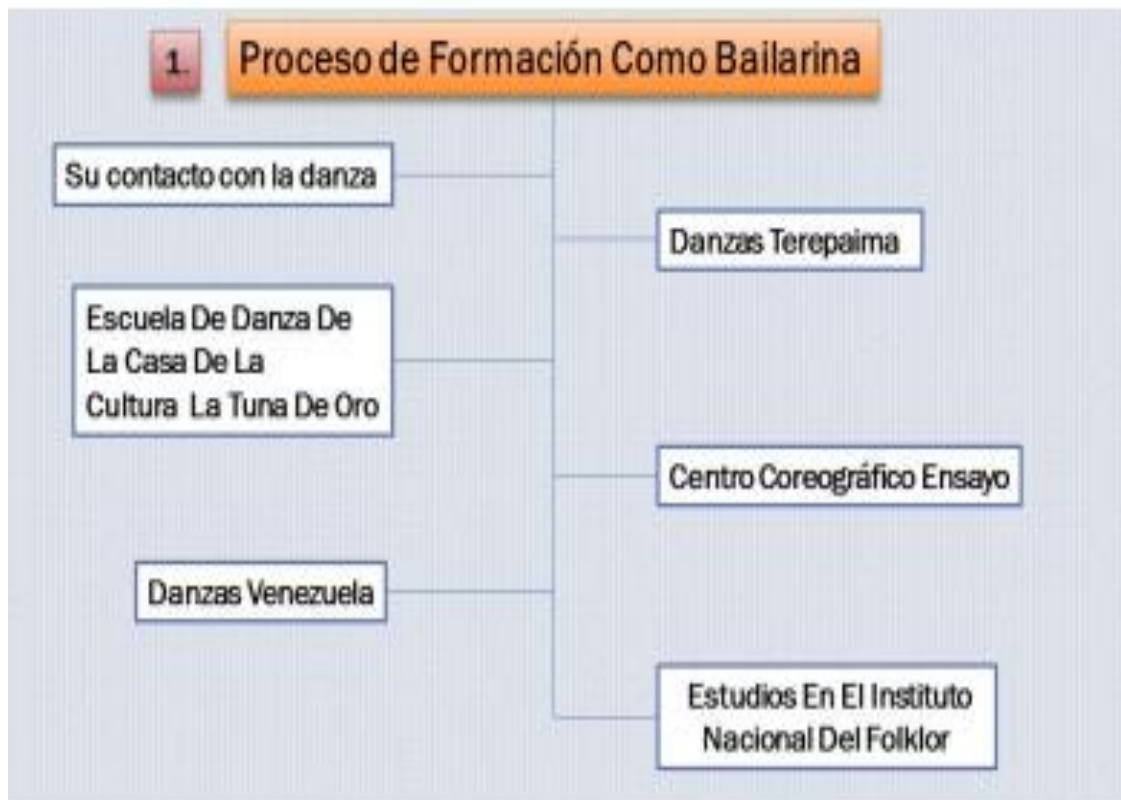 1.
Proceso de Formación Como Bailarina
Su contacto con la danza
Danzas Terepaima
Escuela De Danza De
La Casa De La
Cultura La Tuna De Oro
Centro Coreográfico Ensayo
Danzas Venezuela
Estudios En El Instituto
Nacional Del Folklor